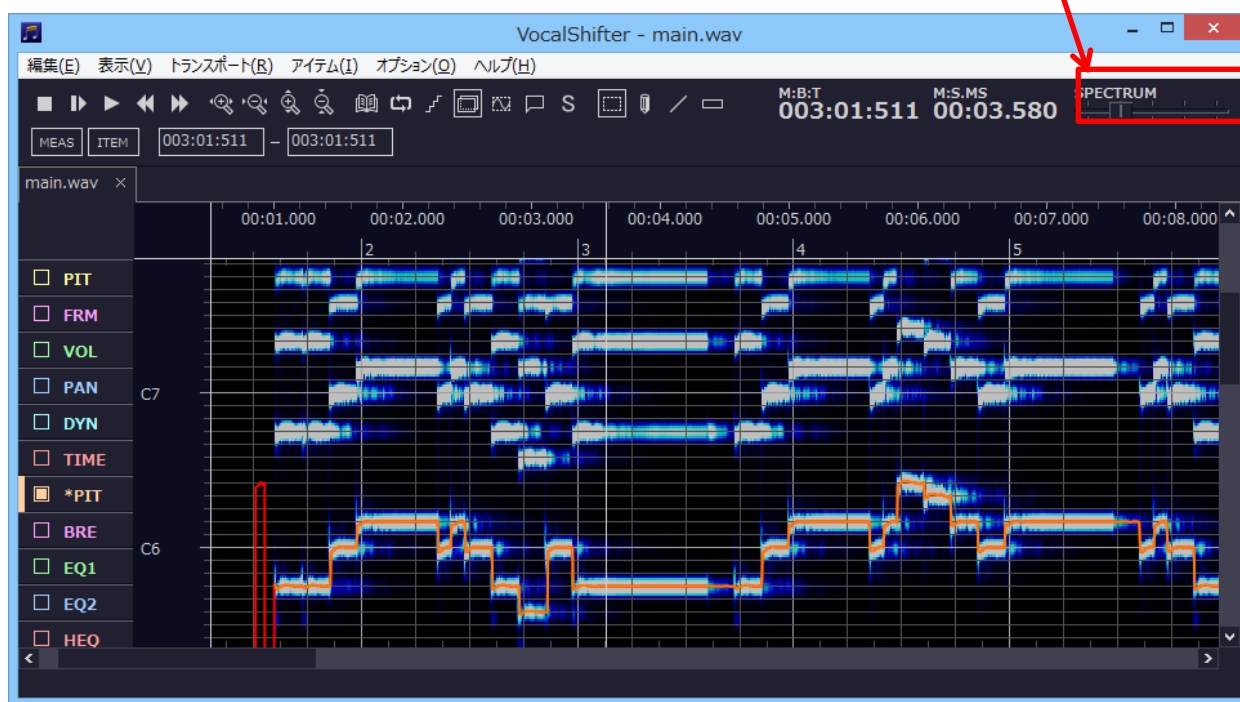 VocalShifter - main.wav
編集(E) 表示(V) トランスポート(R) アイテム(I) オプション(O) ヘルプ(H)
S
M:B:T M:S.MS SPECTRUM
003:01:511 00:03.580
MEAS ITEM 003:01:511 – 003:01:511
main.wav ×
00:01.000 00:02.000 00:03.000 00:04.000 00:05.000 00:06.000 00:07.000 00:08.000
2 3 4 5
PIT
FRM
VOL
PAN
C7
DYN
TIME
*PIT
BRE
C6
EQ1
EQ2
HEQ